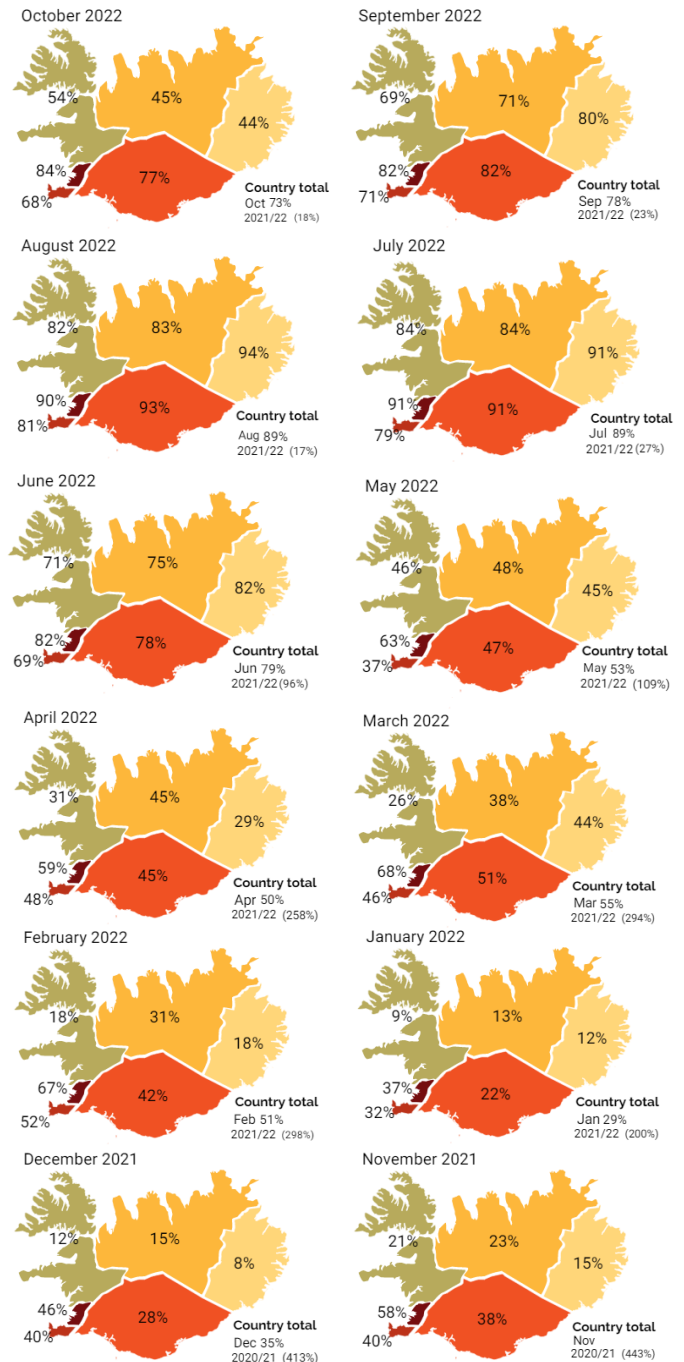 October 2022
54%
45%
44%
84%
77%
68%
Country total
Oct 73%
2021/22 (18%)
September 2022
69%
71%
80%
82%
82%
71%
Country total
Sep 78%
2021/22 (23%)
August 2022
82%
83%
94%
90%
93%
81%
Country total
Aug 89%
2021/22 (17%)
July 2022
84%
84%
91%
91%
91%
79%
Country total
Jul 89%
2021/22 (27%)
June 2022
71%
75%
82%
82%
78%
69%
Country total
Jun 79%
2021/22 (96%)
May 2022
46%
48%
45%
63%
47%
37%
Country total
May 53%
2021/22 (109%)
April 2022
31%
45%
29%
59%
45%
48%
Country total
Apr 50%
2021/22 (258%)
March 2022
26%
38%
44%
68%
51%
46%
Country total
Mar 55%
2021/22 (294%)
February 2022
18%
31%
18%
67%
42%
52%
Country total
Feb 51%
2021/22 (298%)
January 2022
9%
13%
12%
37%
22%
32%
Country total
Jan 29%
2021/22 (200%)
December 2021
12%
15%
8%
46%
28%
40%
Country total
Dec 35%
2020/21 (413%)
November 2021
21%
23%
15%
58%
38%
40%
Country total
Nov
2020/21 (443%)